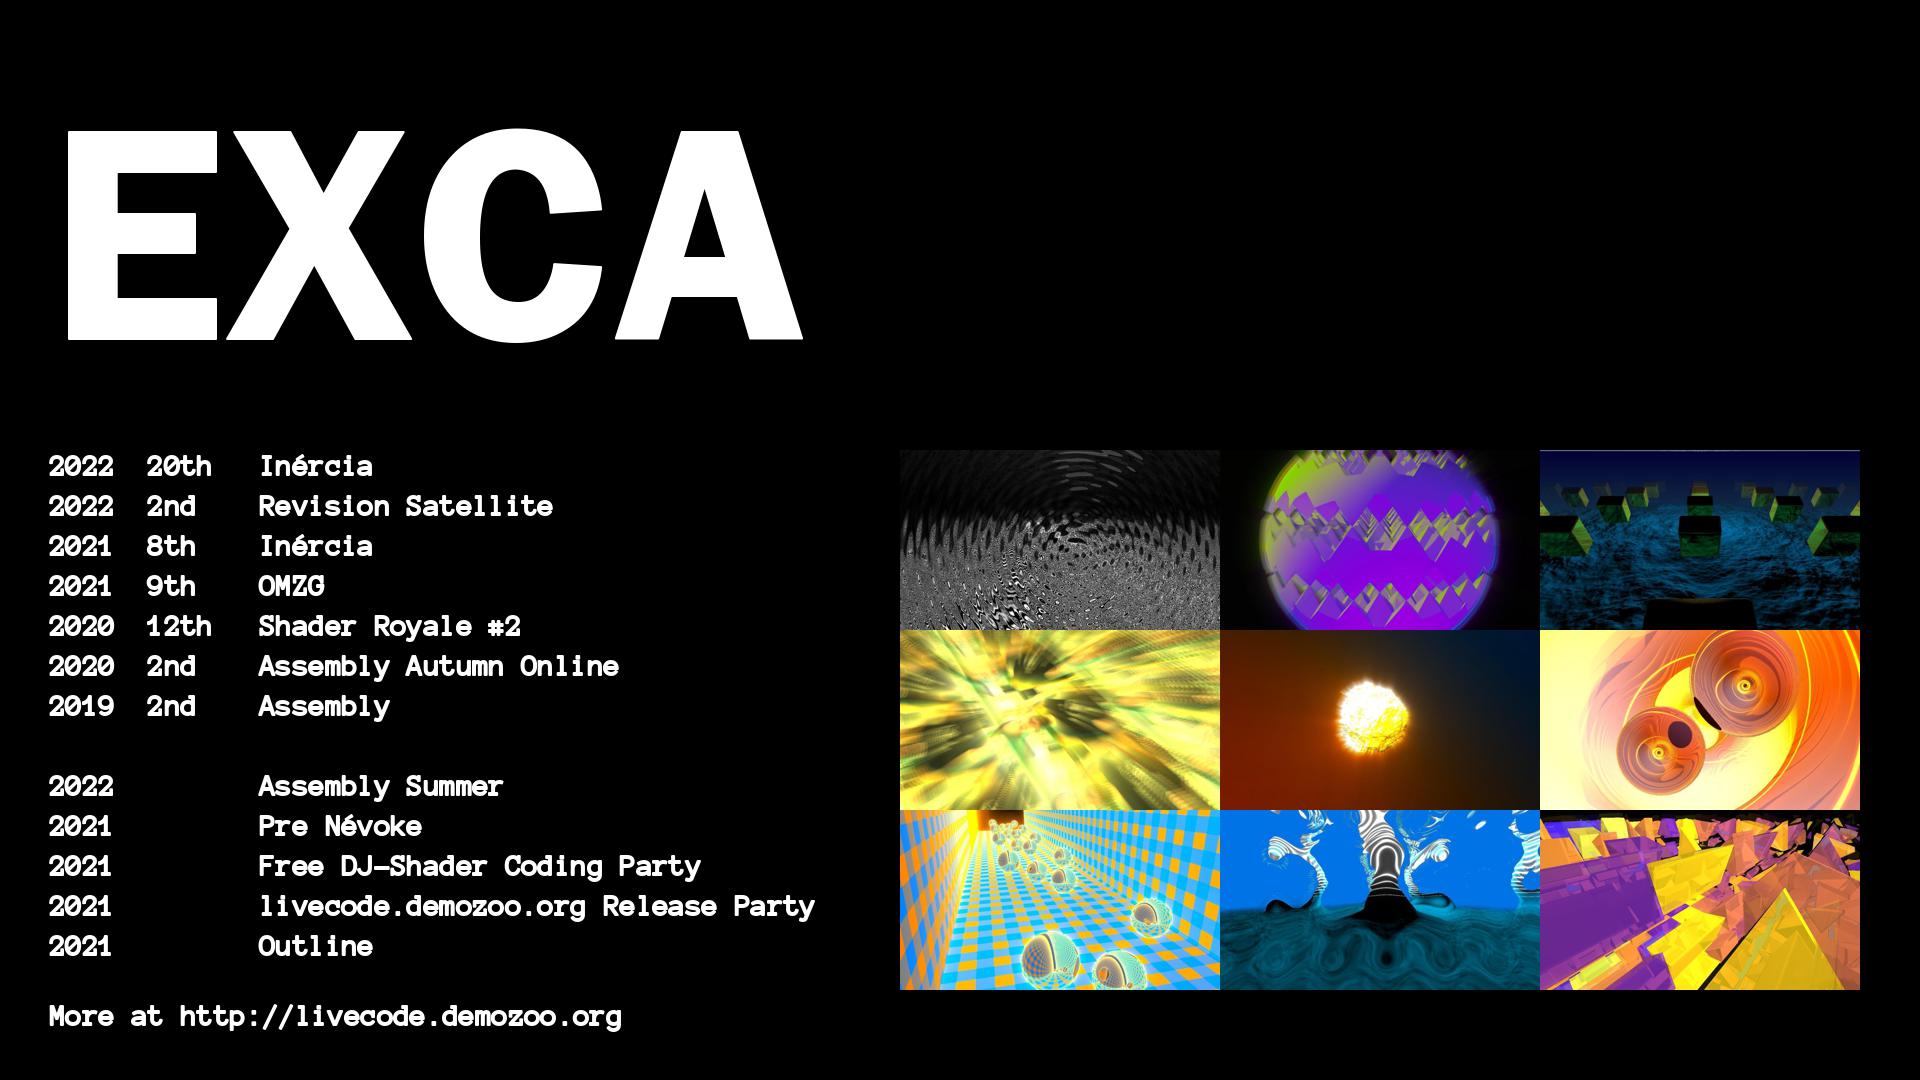 EXCA
2022 20th Inércia
2022 2nd Revision Satellite
2021 8th Inércia
2021 9th OMZG
2020 12th Shader Royale #2
2020 2nd Assembly Autumn Online
2019 2nd Assembly
2022 Assembly Summer
2021 Pre Névoke
2021 Free DJ-Shader Coding Party
2021 livecode.demozoo.org Release Party
2021 Outline
More at http://livecode.demozoo.org